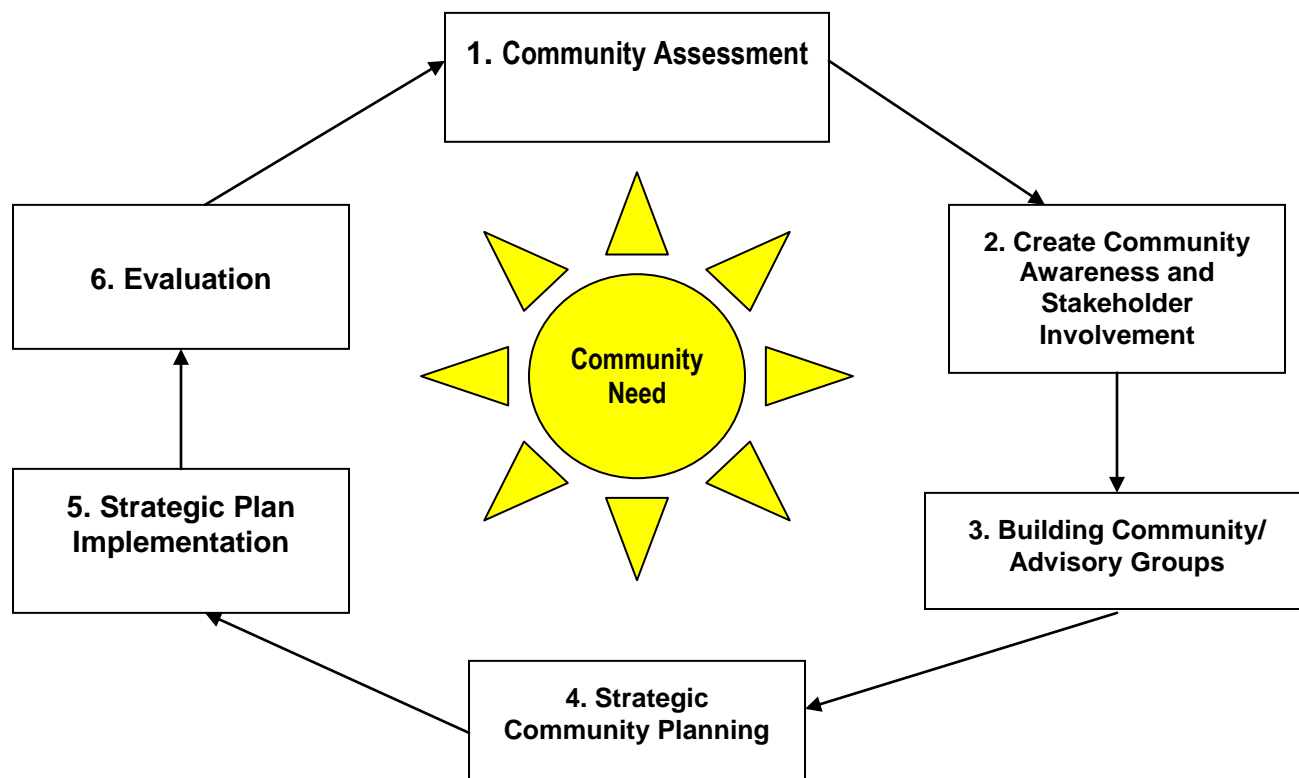 1. Community Assessment
2. Create Community
Awareness and
Stakeholder
Involvement
3. Building Community/
Advisory Groups
4. Strategic
Community Planning
5. Strategic Plan
Implementation
6. Evaluation
Community
Need